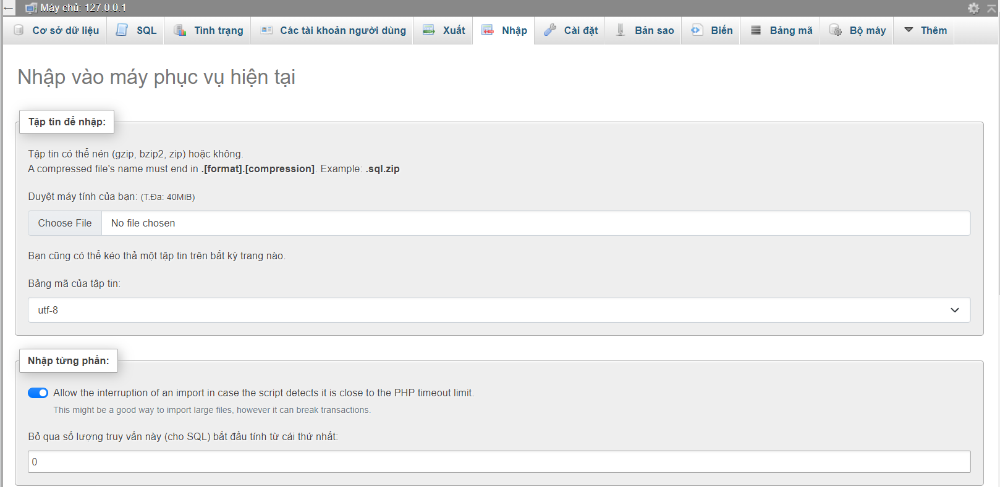 Máy chủ: 127.0.0.1
Cơ sở dữ liệu SQL Tình trạng Các tài khoản người dùng Xuất Nhập Cài đặt Bản sao Biến Bảng mã Bộ máy Thêm
Nhập vào máy phục vụ hiện tại
Tập tin để nhập:
Tập tin có thể nén (gzip, bzip2, zip) hoặc không.
A compressed file's name must end in .[format].[compression]. Example: .sql.zip
Duyệt máy tính của bạn: (T.Đa: 40MiB)
Choose File No file chosen
Bạn cũng có thể kéo thả một tập tin trên bất kỳ trang nào.
Bảng mã của tập tin:
utf-8
Nhập từng phần:
Allow the interruption of an import in case the script detects it is close to the PHP timeout limit.
This might be a good way to import large files, however it can break transactions.
Bỏ qua số lượng truy vấn này (cho SQL) bắt đầu tính từ cái thứ nhất:
0